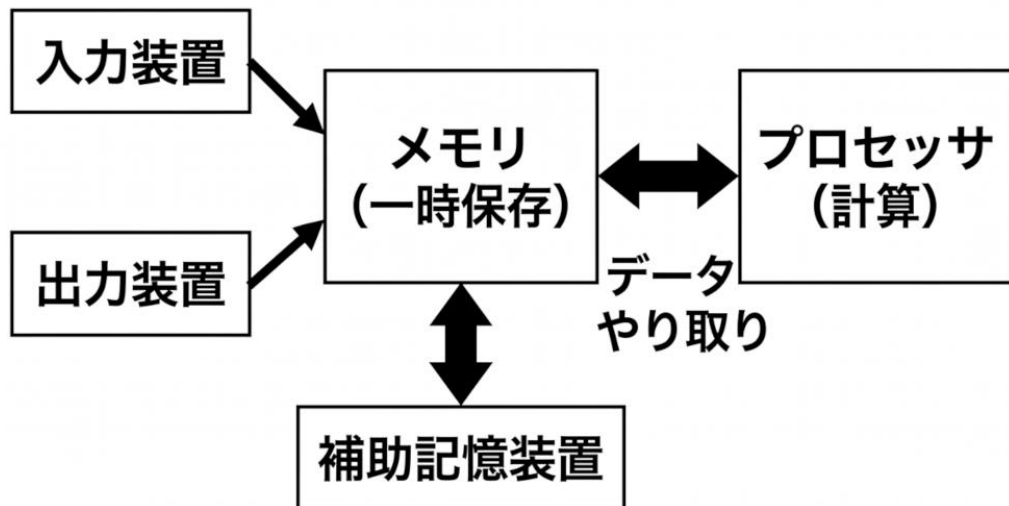 入力装置
メモリ
(一時保存)
プロセッサ
(計算)
出力装置
データ
やり取り
補助記憶装置